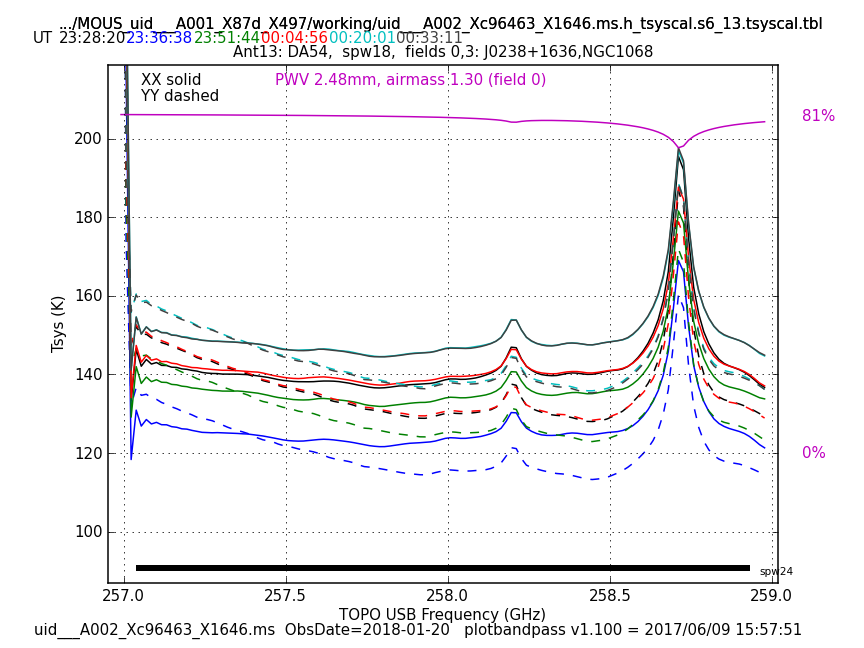 .../MOUS_uid___A001_X87d_X497/working/uid___A002_Xc96463_X1646.ms.h_tsyscal.s6_13.tsyscal.tbl
UT 23:28:20 23:36:38 23:51:44 00:04:56 00:20:01 00:33:11
Ant13: DA54, spw18, fields 0,3: J0238+1636,NGC1068
XX solid
PWV 2.48mm, airmass 1.30 (field 0)
YY dashed
81%
200
180
160
140
120
100
Tsys (K)
0%
spw24
257.0 257.5 258.0 258.5 259.0
TOPO USB Frequency (GHz)
uid___A002_Xc96463_X1646.ms ObsDate=2018-01-20 plotbandpass v1.100 = 2017/06/09 15:57:51